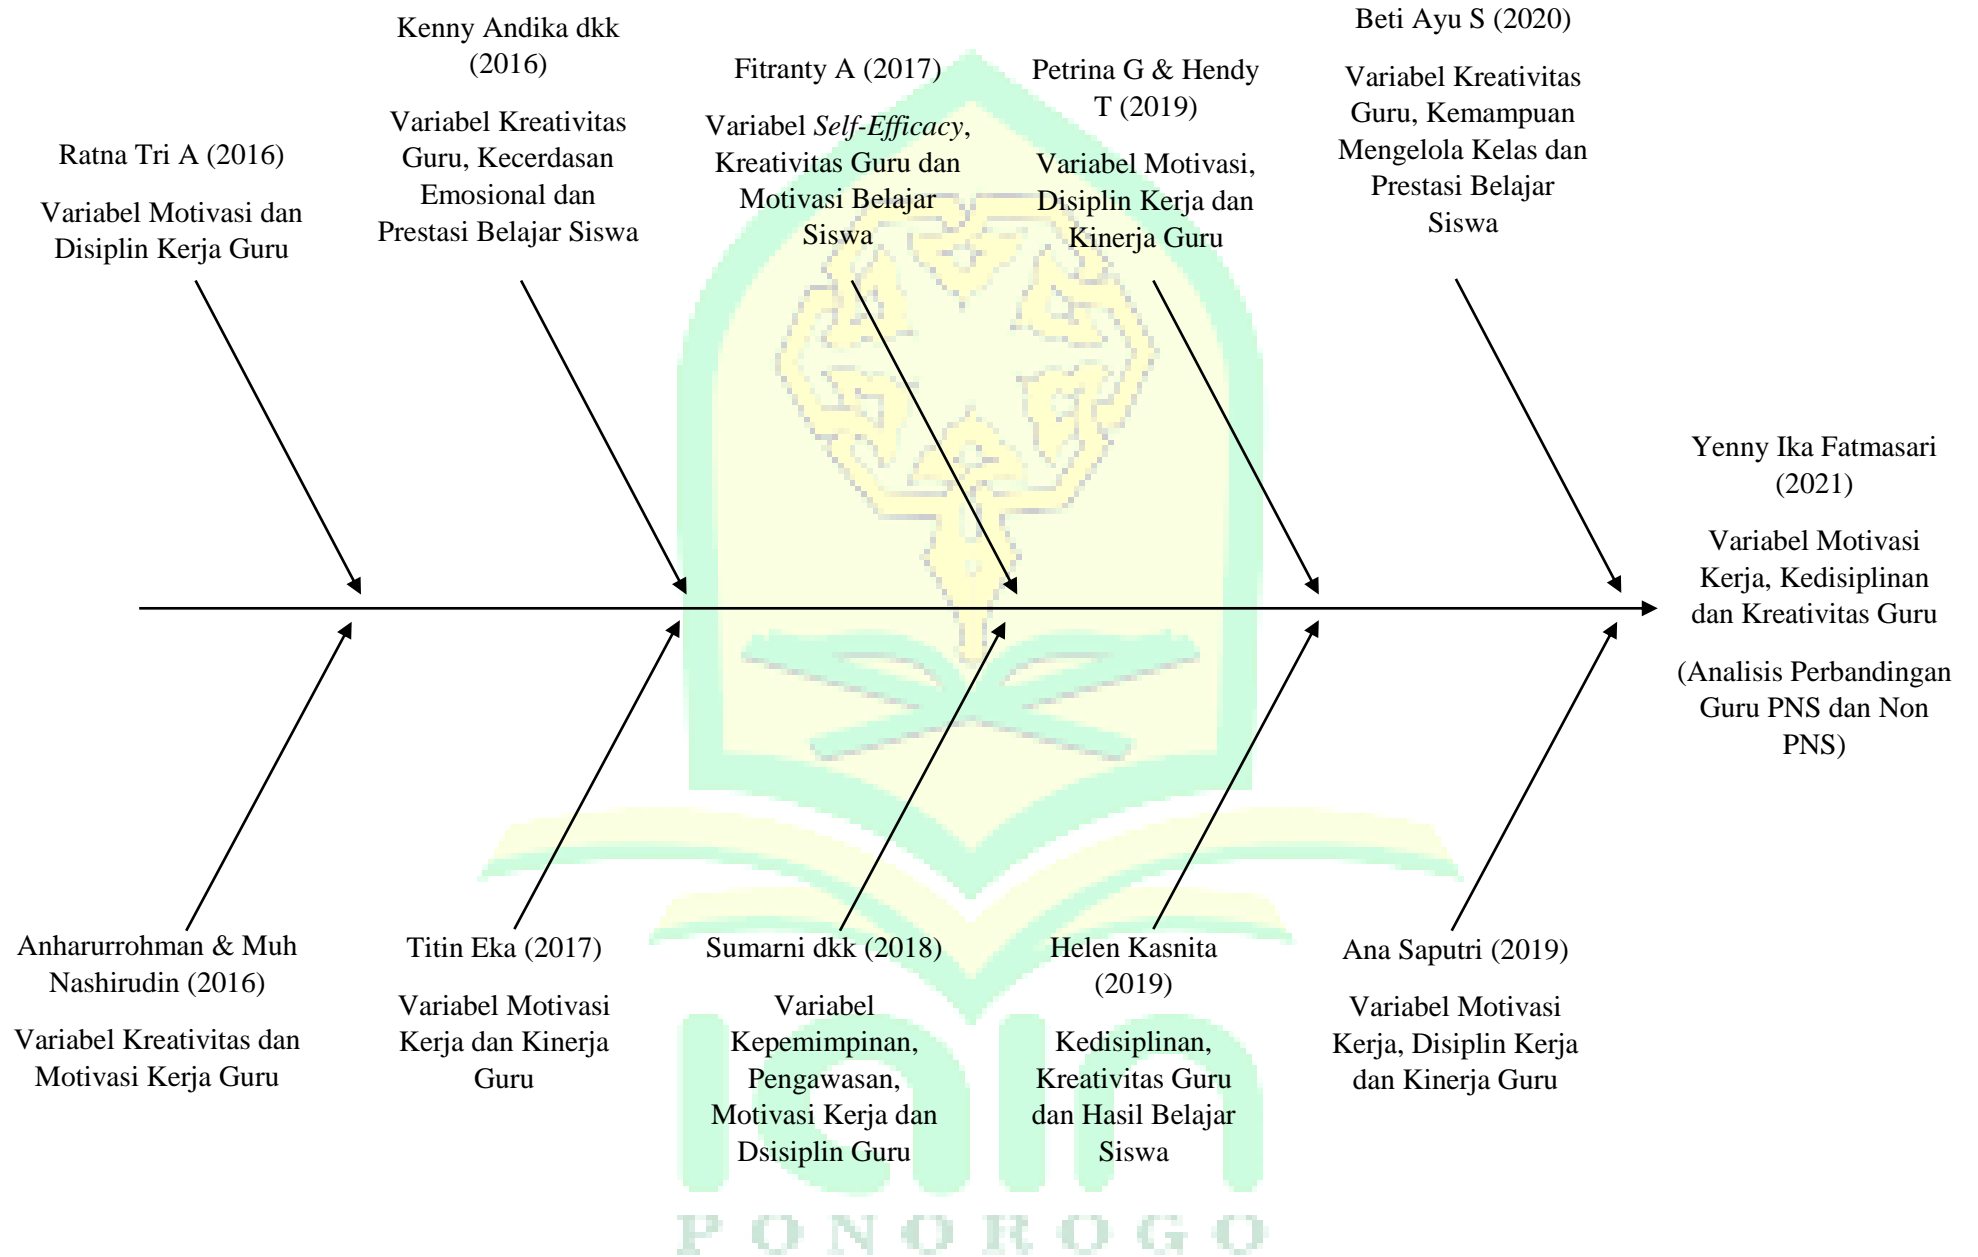 Ratna Tri A (2016)
Variabel Motivasi dan
Disiplin Kerja Guru
Kenny Andika dkk
(2016)
Variabel Kreativitas
Guru, Kecerdasan
Emosional dan
Prestasi Belajar Siswa
Fitranty A (2017)
Variabel Self-Efficacy,
Kreativitas Guru dan
Motivasi Belajar
Siswa
Petrina G & Hendy
T (2019)
Variabel Motivasi,
Disiplin Kerja dan
Kinerja Guru
Beti Ayu S (2020)
Variabel Kreativitas
Guru, Kemampuan
Mengelola Kelas dan
Prestasi Belajar
Siswa
Yenny Ika Fatmasari
(2021)
Variabel Motivasi
Kerja, Kedisiplinan
dan Kreativitas Guru
(Analisis Perbandingan
Guru PNS dan Non
PNS)
Anharurrohman & Muh
Nashirudin (2016)
Variabel Kreativitas dan
Motivasi Kerja Guru
Titin Eka (2017)
Variabel Motivasi
Kerja dan Kinerja
Guru
Sumarni dkk (2018)
Variabel
Kepemimpinan,
Pengawasan,
Motivasi Kerja dan
Dsisiplin Guru
Helen Kasnita
(2019)
Kedisiplinan,
Kreativitas Guru
dan Hasil Belajar
Siswa
Ana Saputri (2019)
Variabel Motivasi
Kerja, Disiplin Kerja
dan Kinerja Guru
iain
PONOROGO